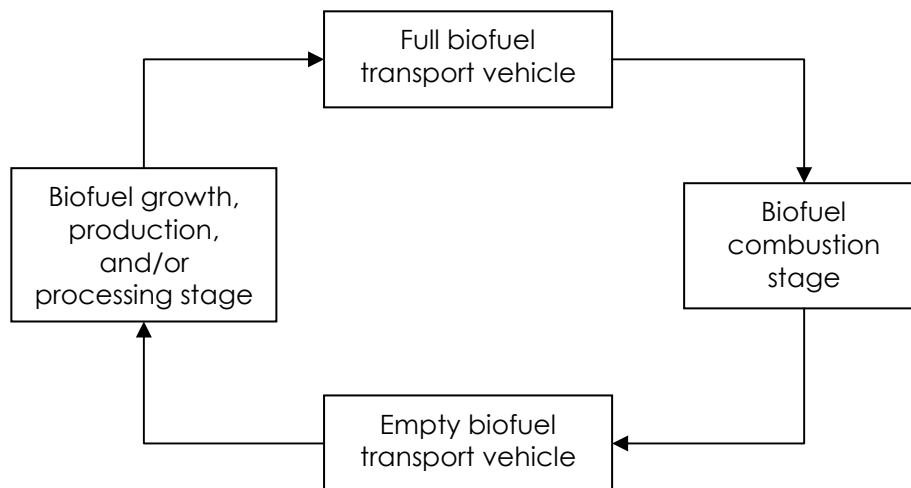 Full biofuel
transport vehicle
Biofuel growth,
production,
and/or
processing stage
Biofuel
combustion
stage
Empty biofuel
transport vehicle